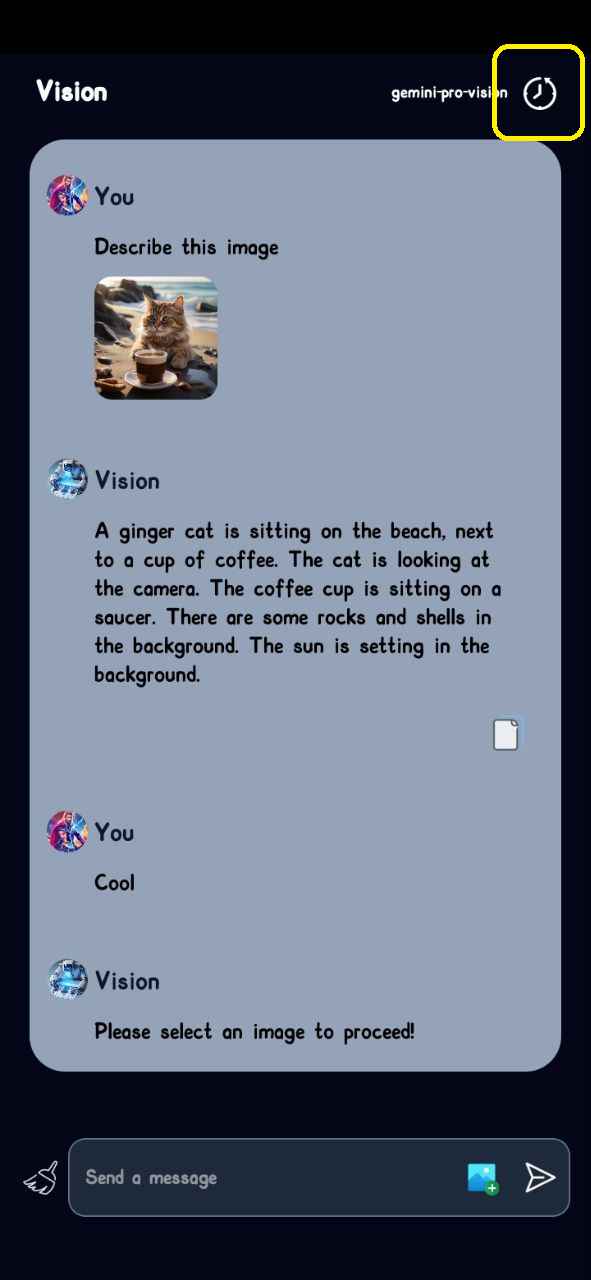 Vision
gemini-pro-vision
You
Describe this image
Vision
A ginger cat is sitting on the beach, next
to a cup of coffee. The cat is looking at
the camera. The coffee cup is sitting on a
saucer. There are some rocks and shells in
the background. The sun is setting in the
background.
You
Cool
Vision
Please select an image to proceed!
Send a message